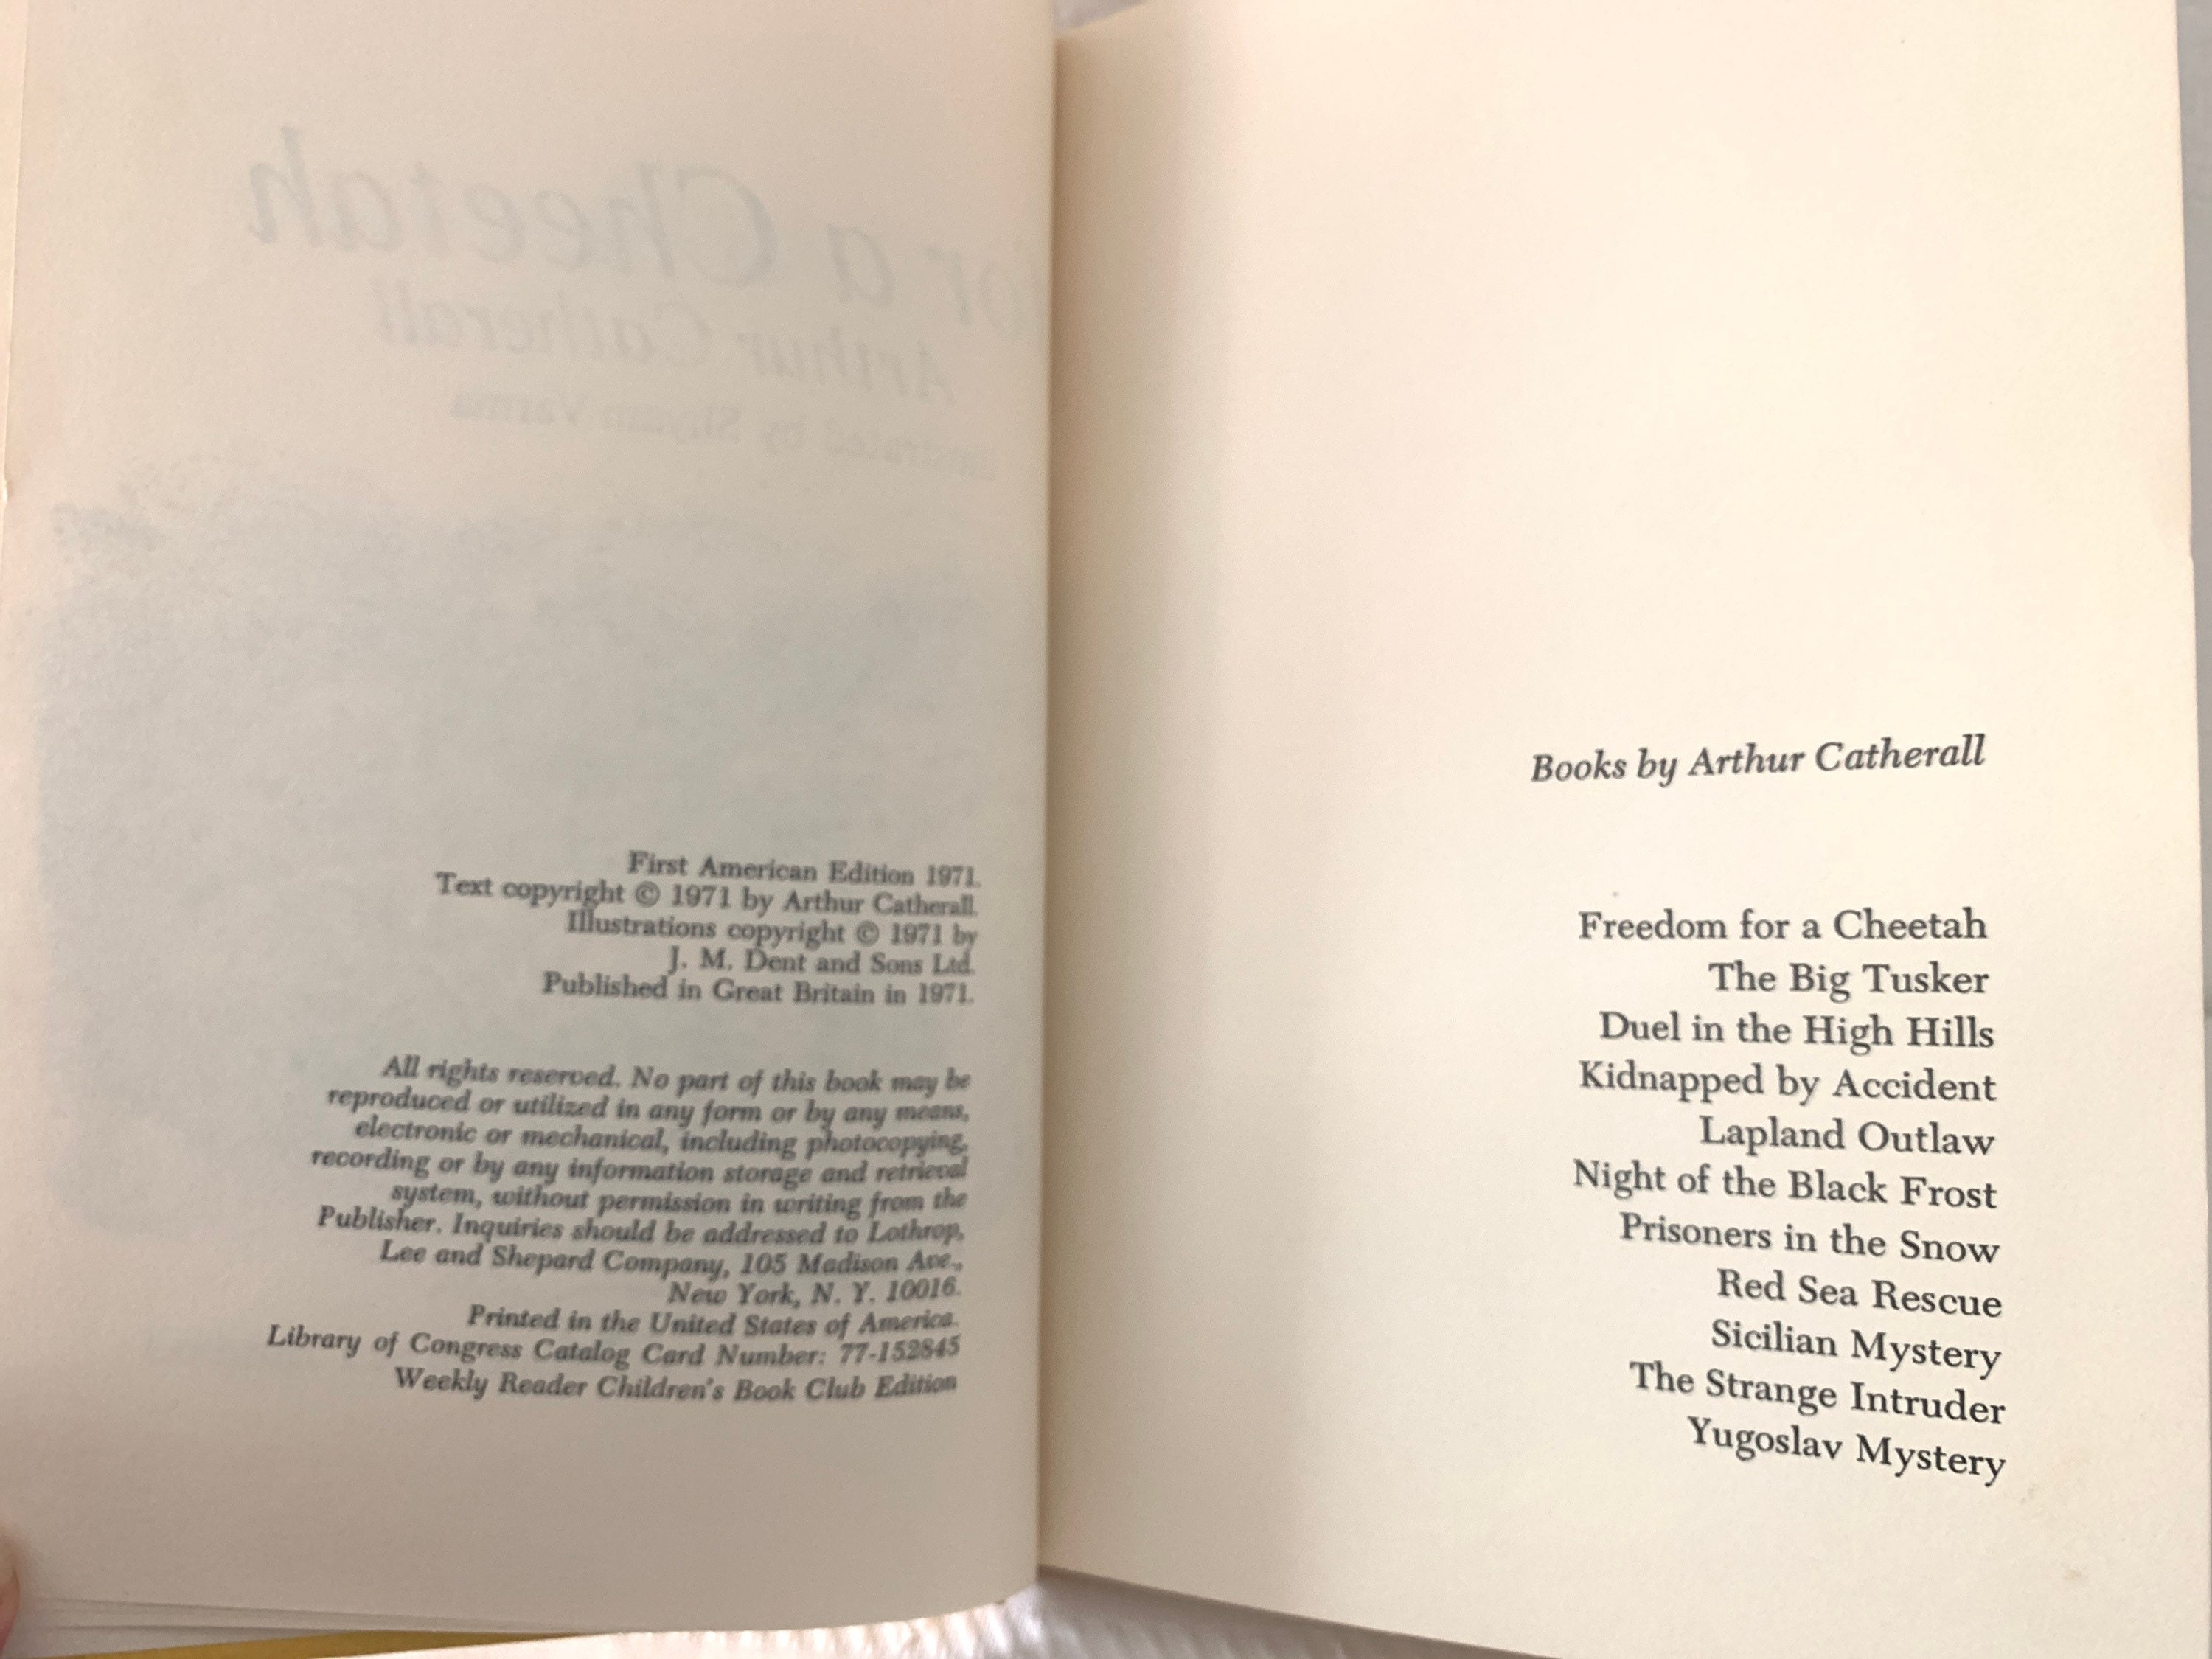 or a Cheetah
Arthur Catherall
by Shyam Varma
First American Edition 1971.
Text copyright © 1971 by Arthur Catherall.
Illustrations copyright © 1971 by
J. M. Dent and Sons Ltd.
Published in Great Britain in 1971.
All rights reserved. No part of this book may be
reproduced or utilized in any form or by any means,
electronic or mechanical, including photocopying,
recording or by any information storage and retrieval
system, without permission in writing from the
Publisher. Inquiries should be addressed to Lothrop,
Lee and Shepard Company, 105 Madison Ave.,
New York, N. Y. 10016.
Printed in the United States of America.
Library of Congress Catalog Card Number: 77-152845
Weekly Reader Children's Book Club Edition
Books by Arthur Catherall
Freedom for a Cheetah
The Big Tusker
Duel in the High Hills
Kidnapped by Accident
Lapland Outlaw
Night of the Black Frost
Prisoners in the Snow
Red Sea Rescue
Sicilian Mystery
The Strange Intruder
Yugoslav Mystery